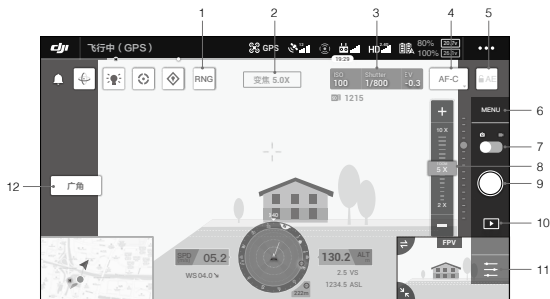 1
2
3
4
5
dji 飞行中 ( GPS )
GPS
HD
80%
100%
19:29
RNG
变焦 5.0X
ISO
100
Shutter
1/800
EV
-0.3
AF-C
AE
1215
MENU
6
7
10 X
8
5 X
9
2 X
10
12
广角
FPV
11
N
SPD
05.2
WS 04.0
130.2
ALT
2.5 VS
1234.5 ASL
222m